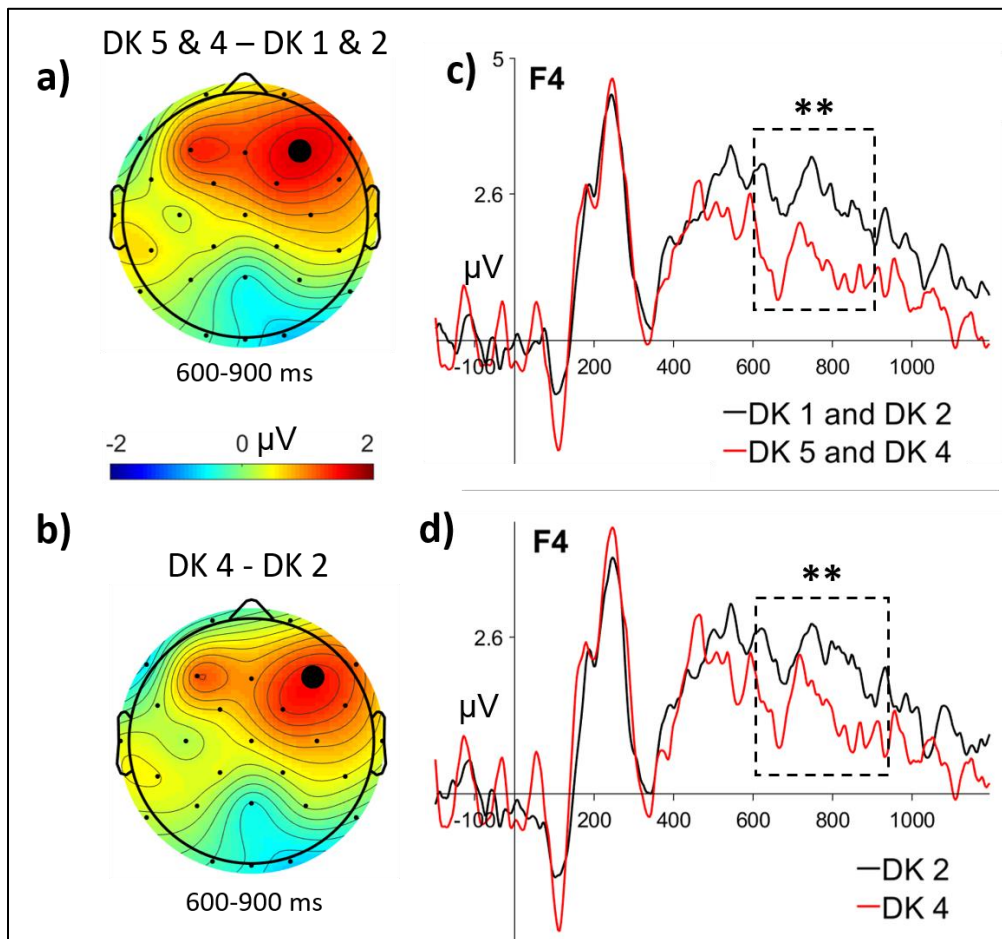 DK 5 & 4 – DK 1 & 2
a)
600-900 ms
-2 0 µV 2
c)
F4
5
**
2.6
µV
-100 200 400 600 800 1000
DK 1 and DK 2
DK 5 and DK 4
b)
DK 4 - DK 2
600-900 ms
d)
F4
**
2.6
µV
-100 200 400 600 800 1000
DK 2
DK 4